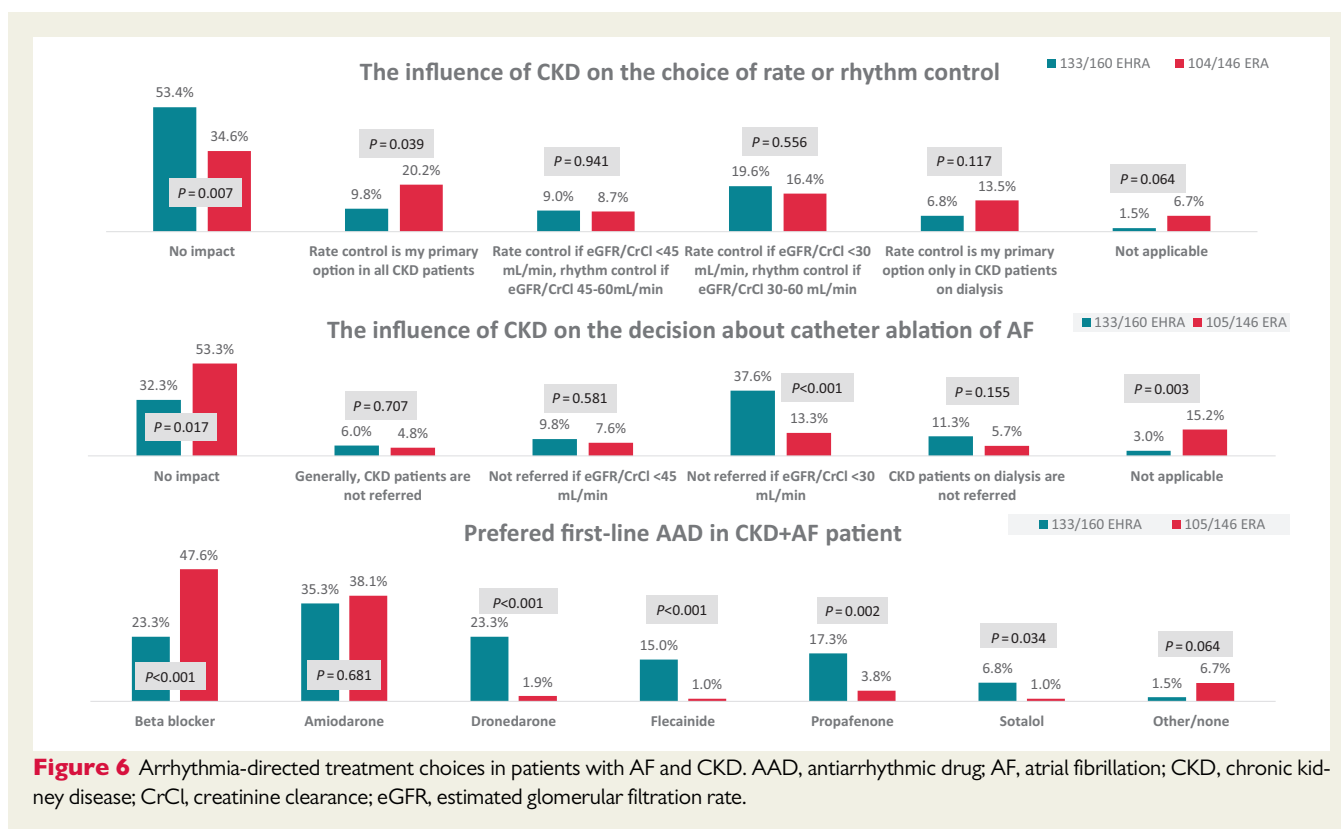 The influence of CKD on the choice of rate or rhythm control
133/160 EHRA 104/146 ERA
53.4% 34.6% P = 0.007
9.8% 20.2% P = 0.039
9.0% 8.7% P = 0.941
19.6% 16.4% P = 0.556
6.8% 13.5% P = 0.117
1.5% 6.7% P = 0.064
No impact
Rate control is my primary
option in all CKD patients
Rate control if eGFR/CrCl <45
mL/min, rhythm control if
eGFR/CrCl 45-60mL/min
Rate control if eGFR/CrCl <30
mL/min, rhythm control if
eGFR/CrCl 30-60 mL/min
Rate control is my primary
option only in CKD patients
on dialysis
Not applicable
The influence of CKD on the decision about catheter ablation of AF
133/160 EHRA 105/146 ERA
32.3% 53.3% P = 0.017
6.0% 4.8% P = 0.707
9.8% 7.6% P = 0.581
37.6% 13.3% P<0.001
11.3% 5.7% P = 0.155
3.0% 15.2% P = 0.003
No impact
Generally, CKD patients are
not referred
Not referred if eGFR/CrCl <45
mL/min
Not referred if eGFR/CrCl <30
mL/min
CKD patients on dialysis are
not referred
Not applicable
Prefered first-line AAD in CKD+AF patient
133/160 EHRA 105/146 ERA
23.3% 47.6% P<0.001
35.3% 38.1% P = 0.681
23.3% 1.9% P<0.001
15.0% 1.0% P<0.001
17.3% 3.8% P = 0.002
6.8% 1.0% P = 0.034
1.5% 6.7% P = 0.064
Beta blocker
Amiodarone
Dronedarone
Flecainide
Propafenone
Sotalol
Other/none
Figure 6 Arrhythmia-directed treatment choices in patients with AF and CKD. AAD, antiarrhythmic drug; AF, atrial fibrillation; CKD, chronic kid-
ney disease; CrCl, creatinine clearance; eGFR, estimated glomerular filtration rate.